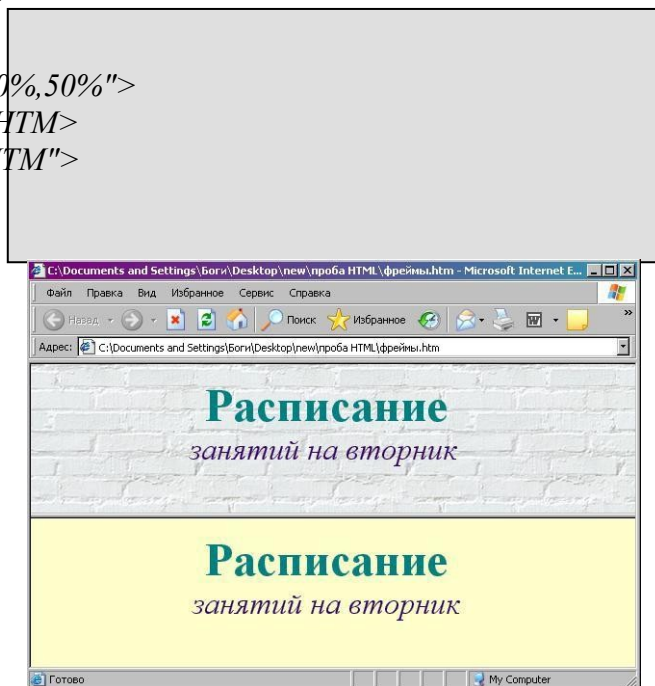 0%,50%">
HTM>
TM">
C:\Documents and Settings\Боги\Desktop\new\проба HTML\фреймы.htm - Microsoft Internet E...
Файл Правка Вид Избранное Сервис Справка
Назад Поиск Избранное
Адрес: C:\Documents and Settings\Боги\Desktop\new\проба HTML\фреймы.htm
Расписание
занятий на вторник
Расписание
занятий на вторник
Готово My Computer